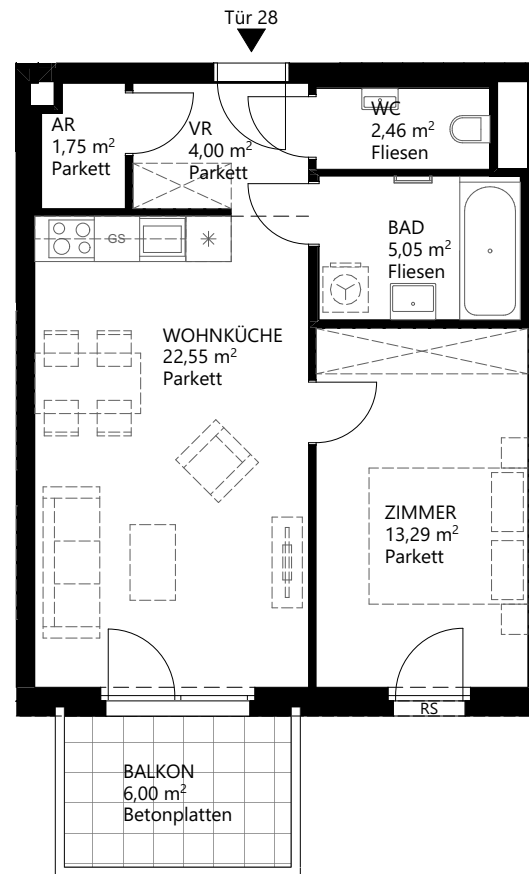 Tür 28
AR
1,75 m²
Parkett
VR
4,00 m²
Parkett
WC
2,46 m²
Fliesen
BAD
5,05 m²
Fliesen
GS
WOHNKÜCHE
22,55 m²
Parkett
ZIMMER
13,29 m²
Parkett
RS
BALKON
6,00 m²
Betonplatten